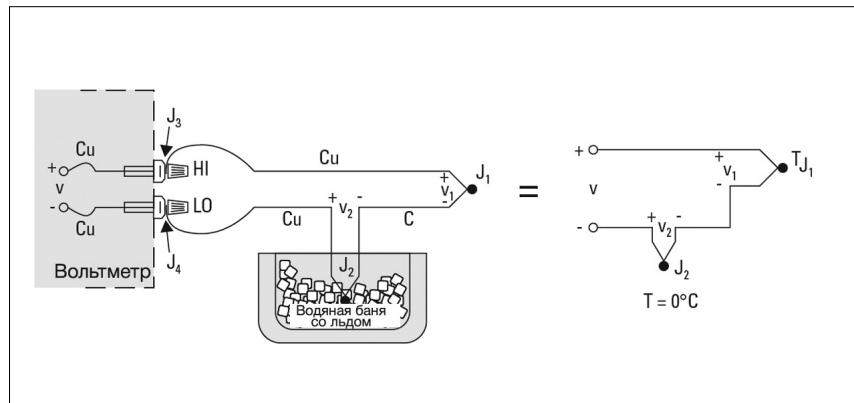 J3
Cu
+
HI
Cu
J1
v
+
v1
-
-
LO
Cu
Cu
+ v2 -
C
Вольтметр
J4
J2
Водяная баня
со льдом
=
+
+
v1
-
TJ1
v
-
+ v2 -
J2
T = 0°C